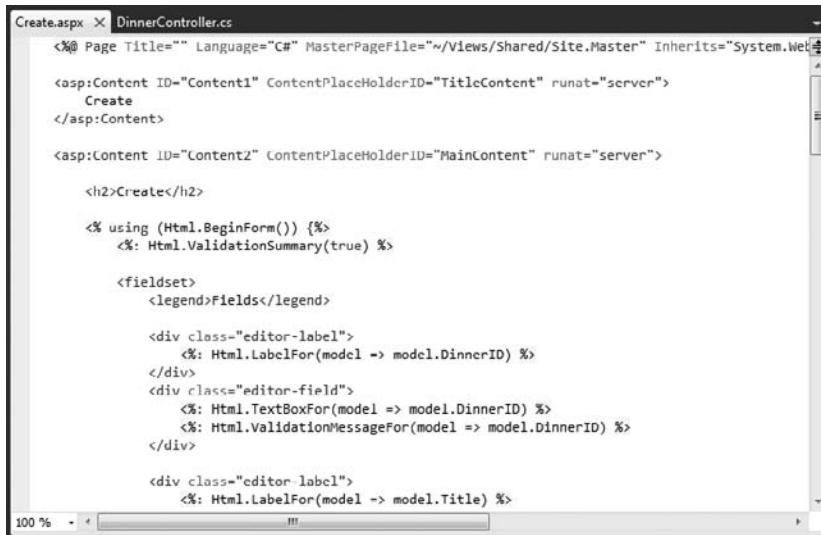 Create.aspx X DinnerController.cs
<%@ Page Title="" Language="C#" MasterPageFile="~/Views/Shared/Site.Master" Inherits="System.Web
<asp:Content ID="Content1" ContentPlaceHolderID="TitleContent" runat="server">
Create
</asp:Content>
<asp:Content ID="Content2" ContentPlaceHolderID="MainContent" runat="server">
<h2>Create</h2>
<% using (Html.BeginForm()) {%>
<%: Html.ValidationSummary(true) %>
<fieldset>
<legend>Fields</legend>
<div class="editor-label">
<%: Html.LabelFor(model => model.DinnerID) %>
</div>
<div class="editor-field">
<%: Html.TextBoxFor(model => model.DinnerID) %>
<%: Html.ValidationMessageFor(model => model.DinnerID) %>
</div>
<div class="editor-label">
<%: Html.LabelFor(model => model.Title) %>
100 %